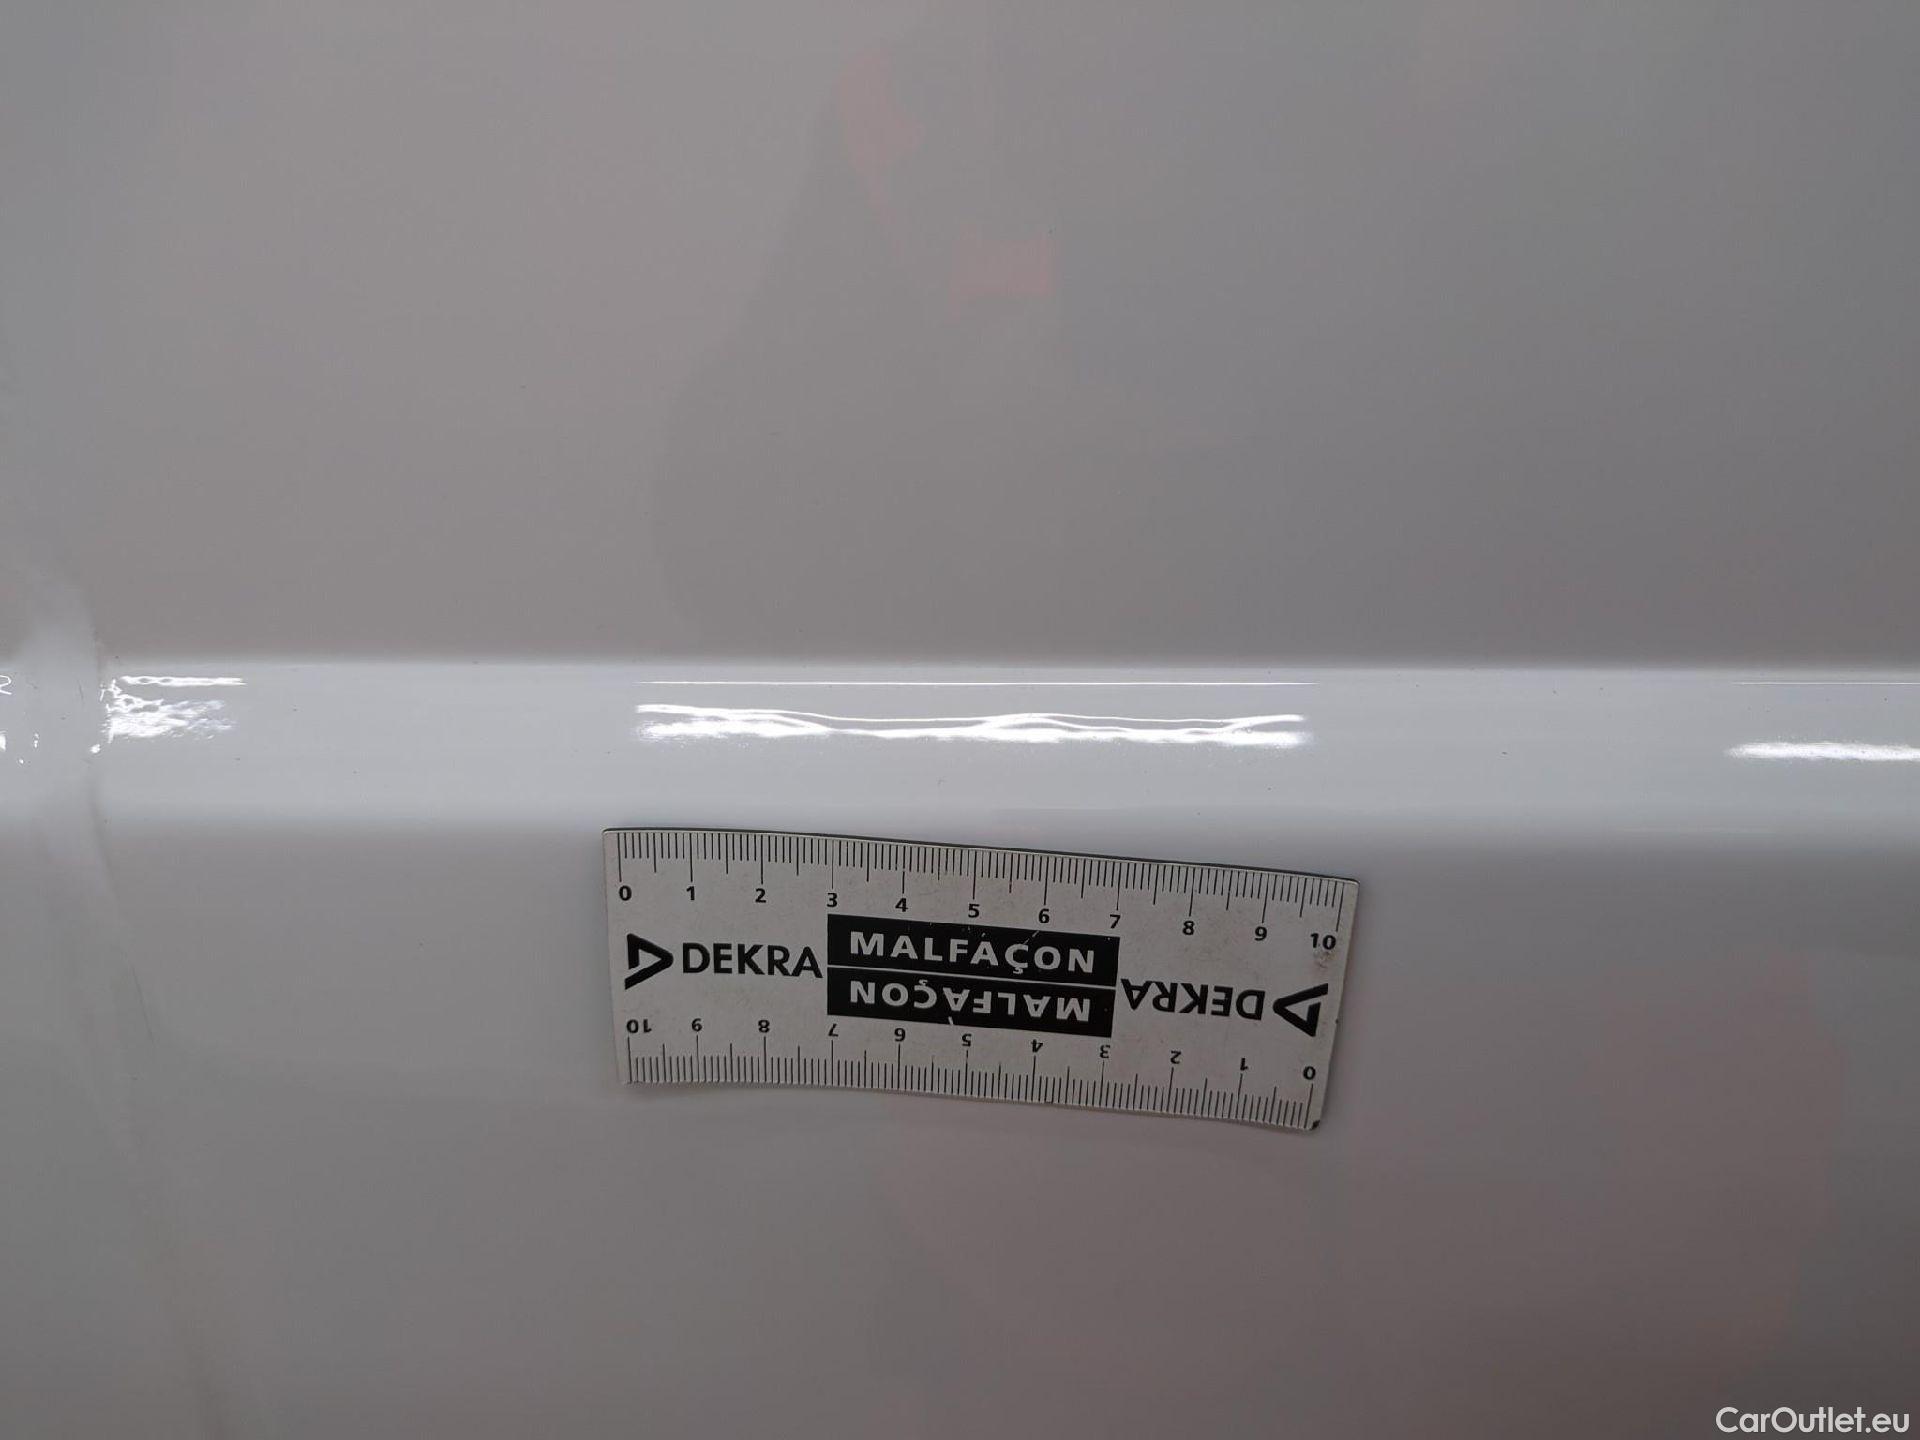 0 1 2 3 4 5 6 7 8 9 10
DEKRA MALFAÇON
MALFAÇON DEKRA
10 9 8 7 6 5 4 3 2 1 0
CarOutlet.eu